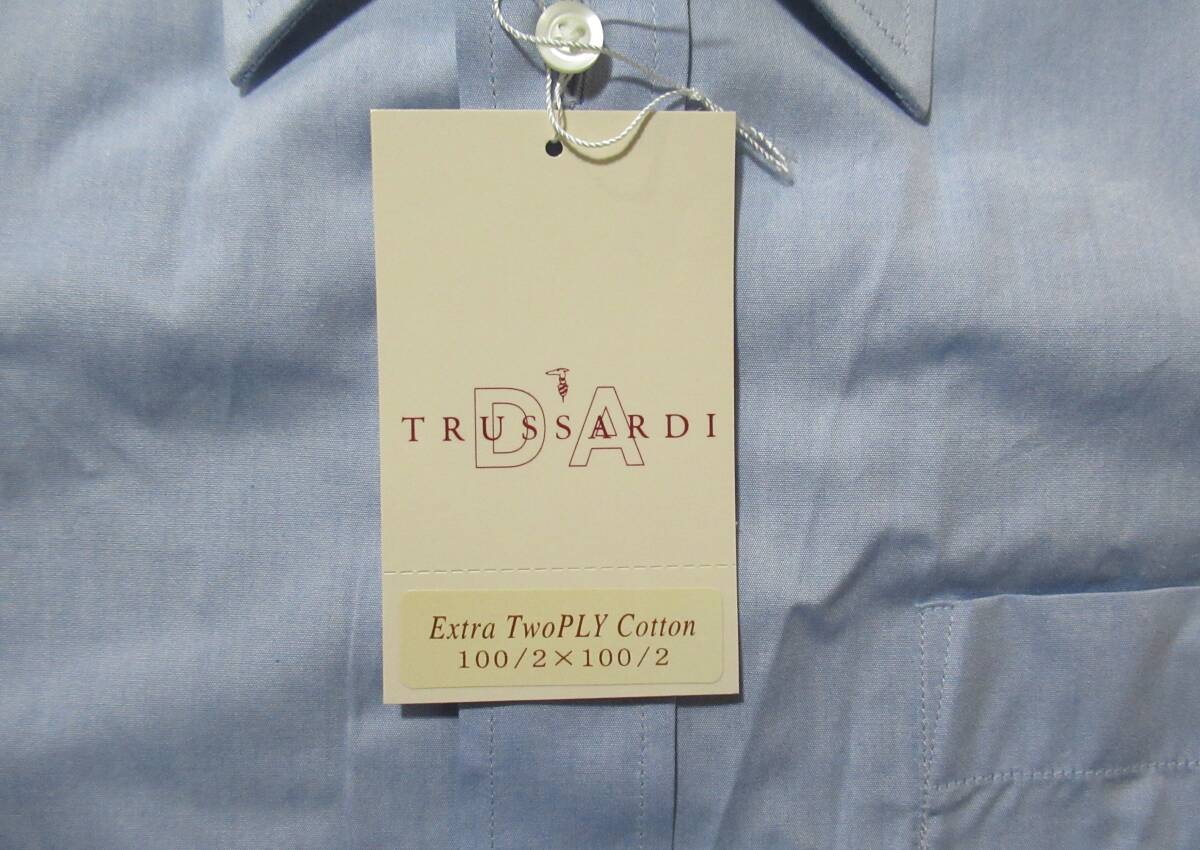 DA
TRUSSARDI
Extra TwoPLY Cotton
100/2×100/2